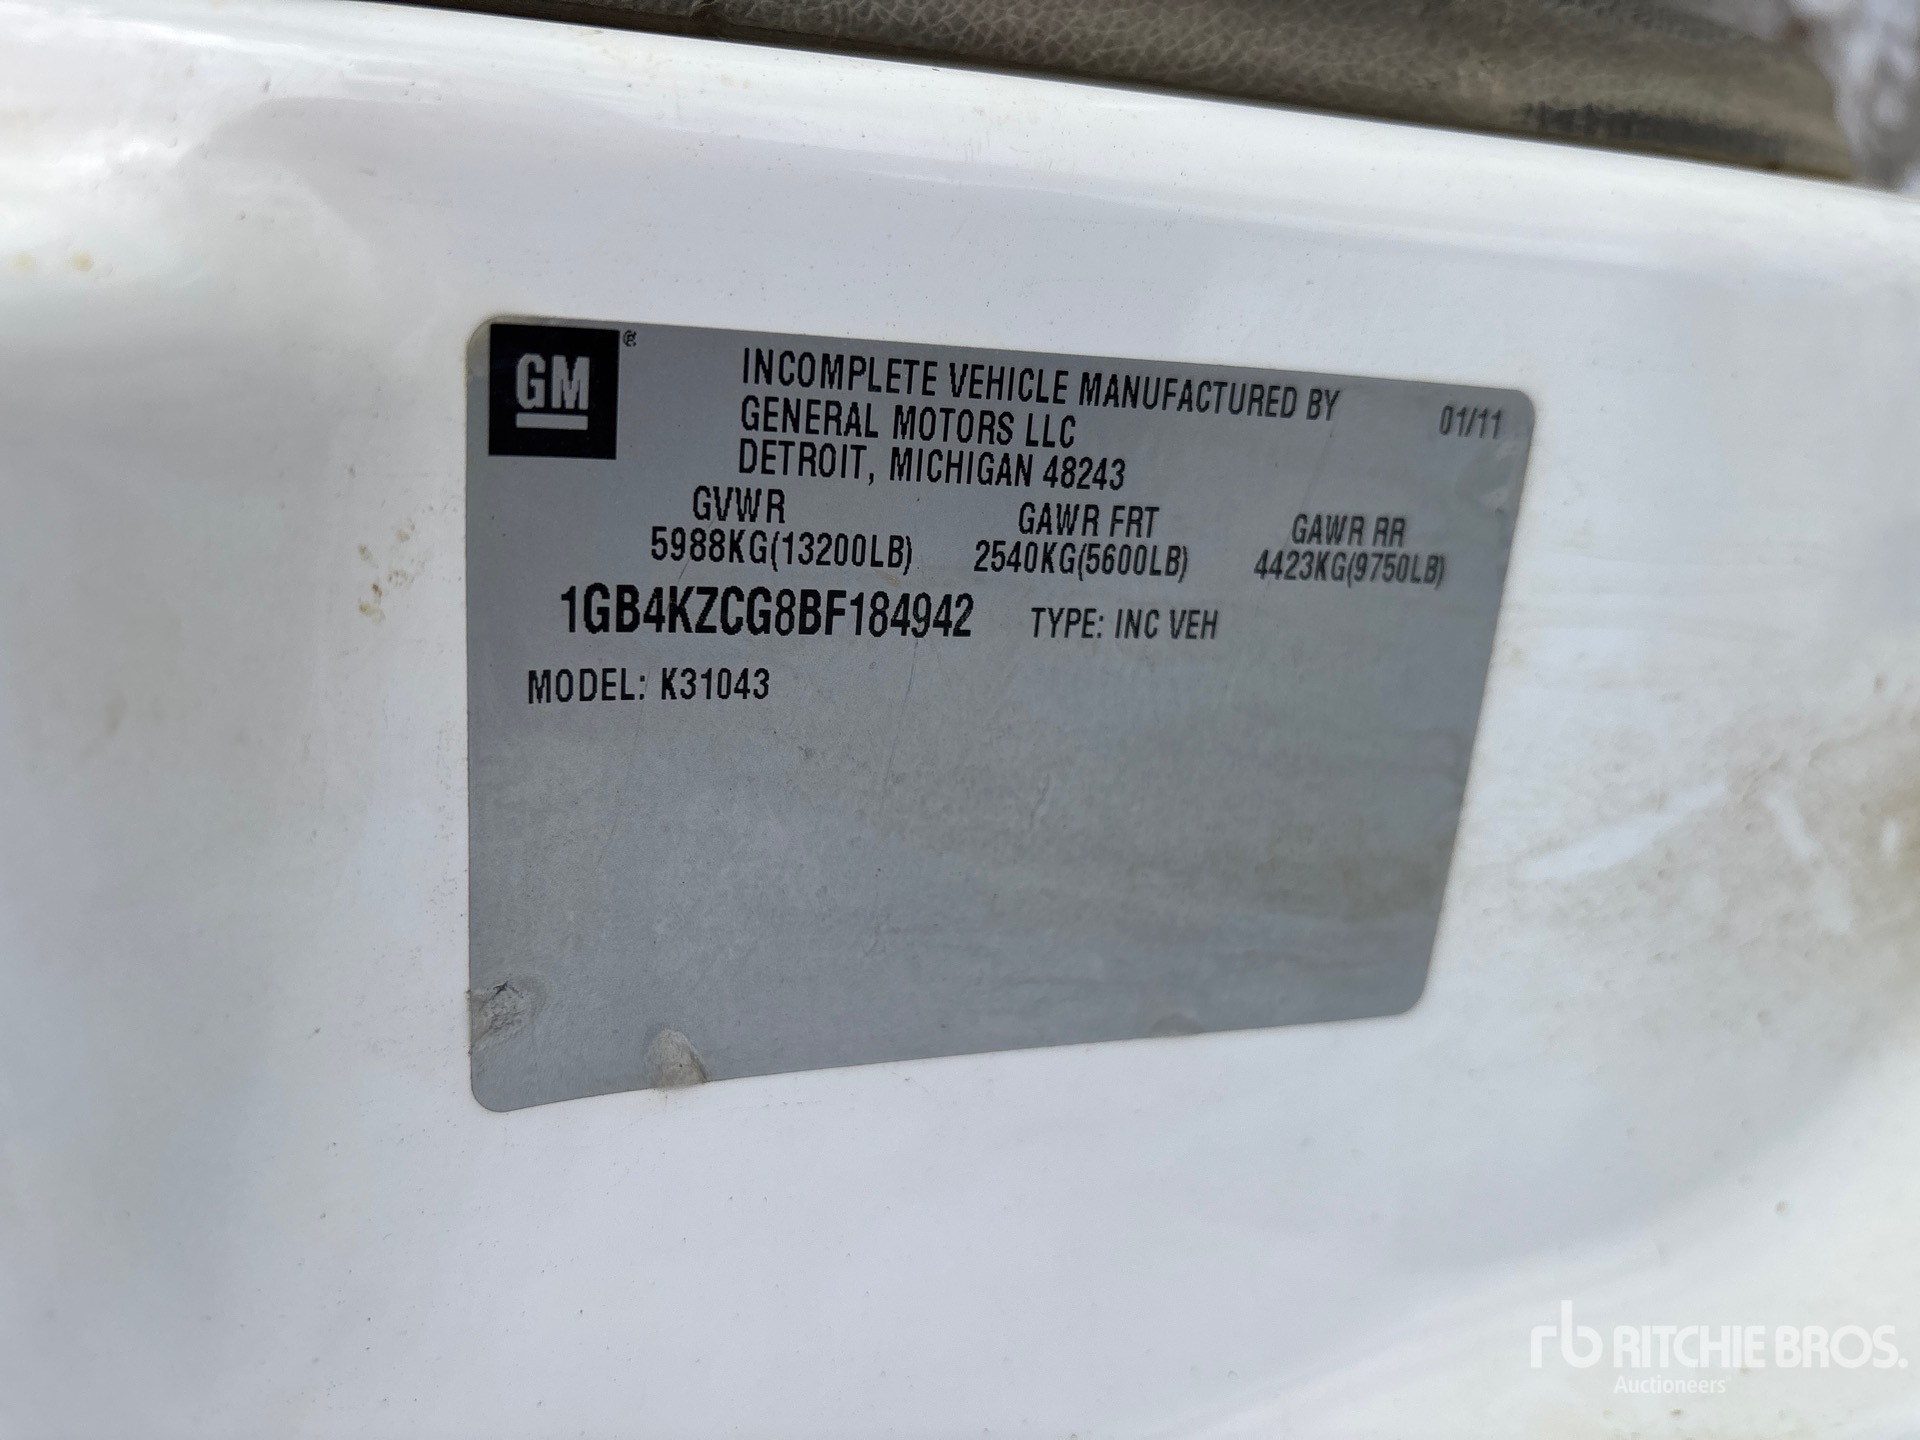 GM ®
INCOMPLETE VEHICLE MANUFACTURED BY 01/11
GENERAL MOTORS LLC
DETROIT, MICHIGAN 48243
GVWR GAWR FRT GAWR RR
5988KG(13200LB) 2540KG(5600LB) 4423KG(9750LB)
1GB4KZCG8BF184942 TYPE: INC VEH
MODEL: K31043
rb RITCHIE BROS.
Auctioneers